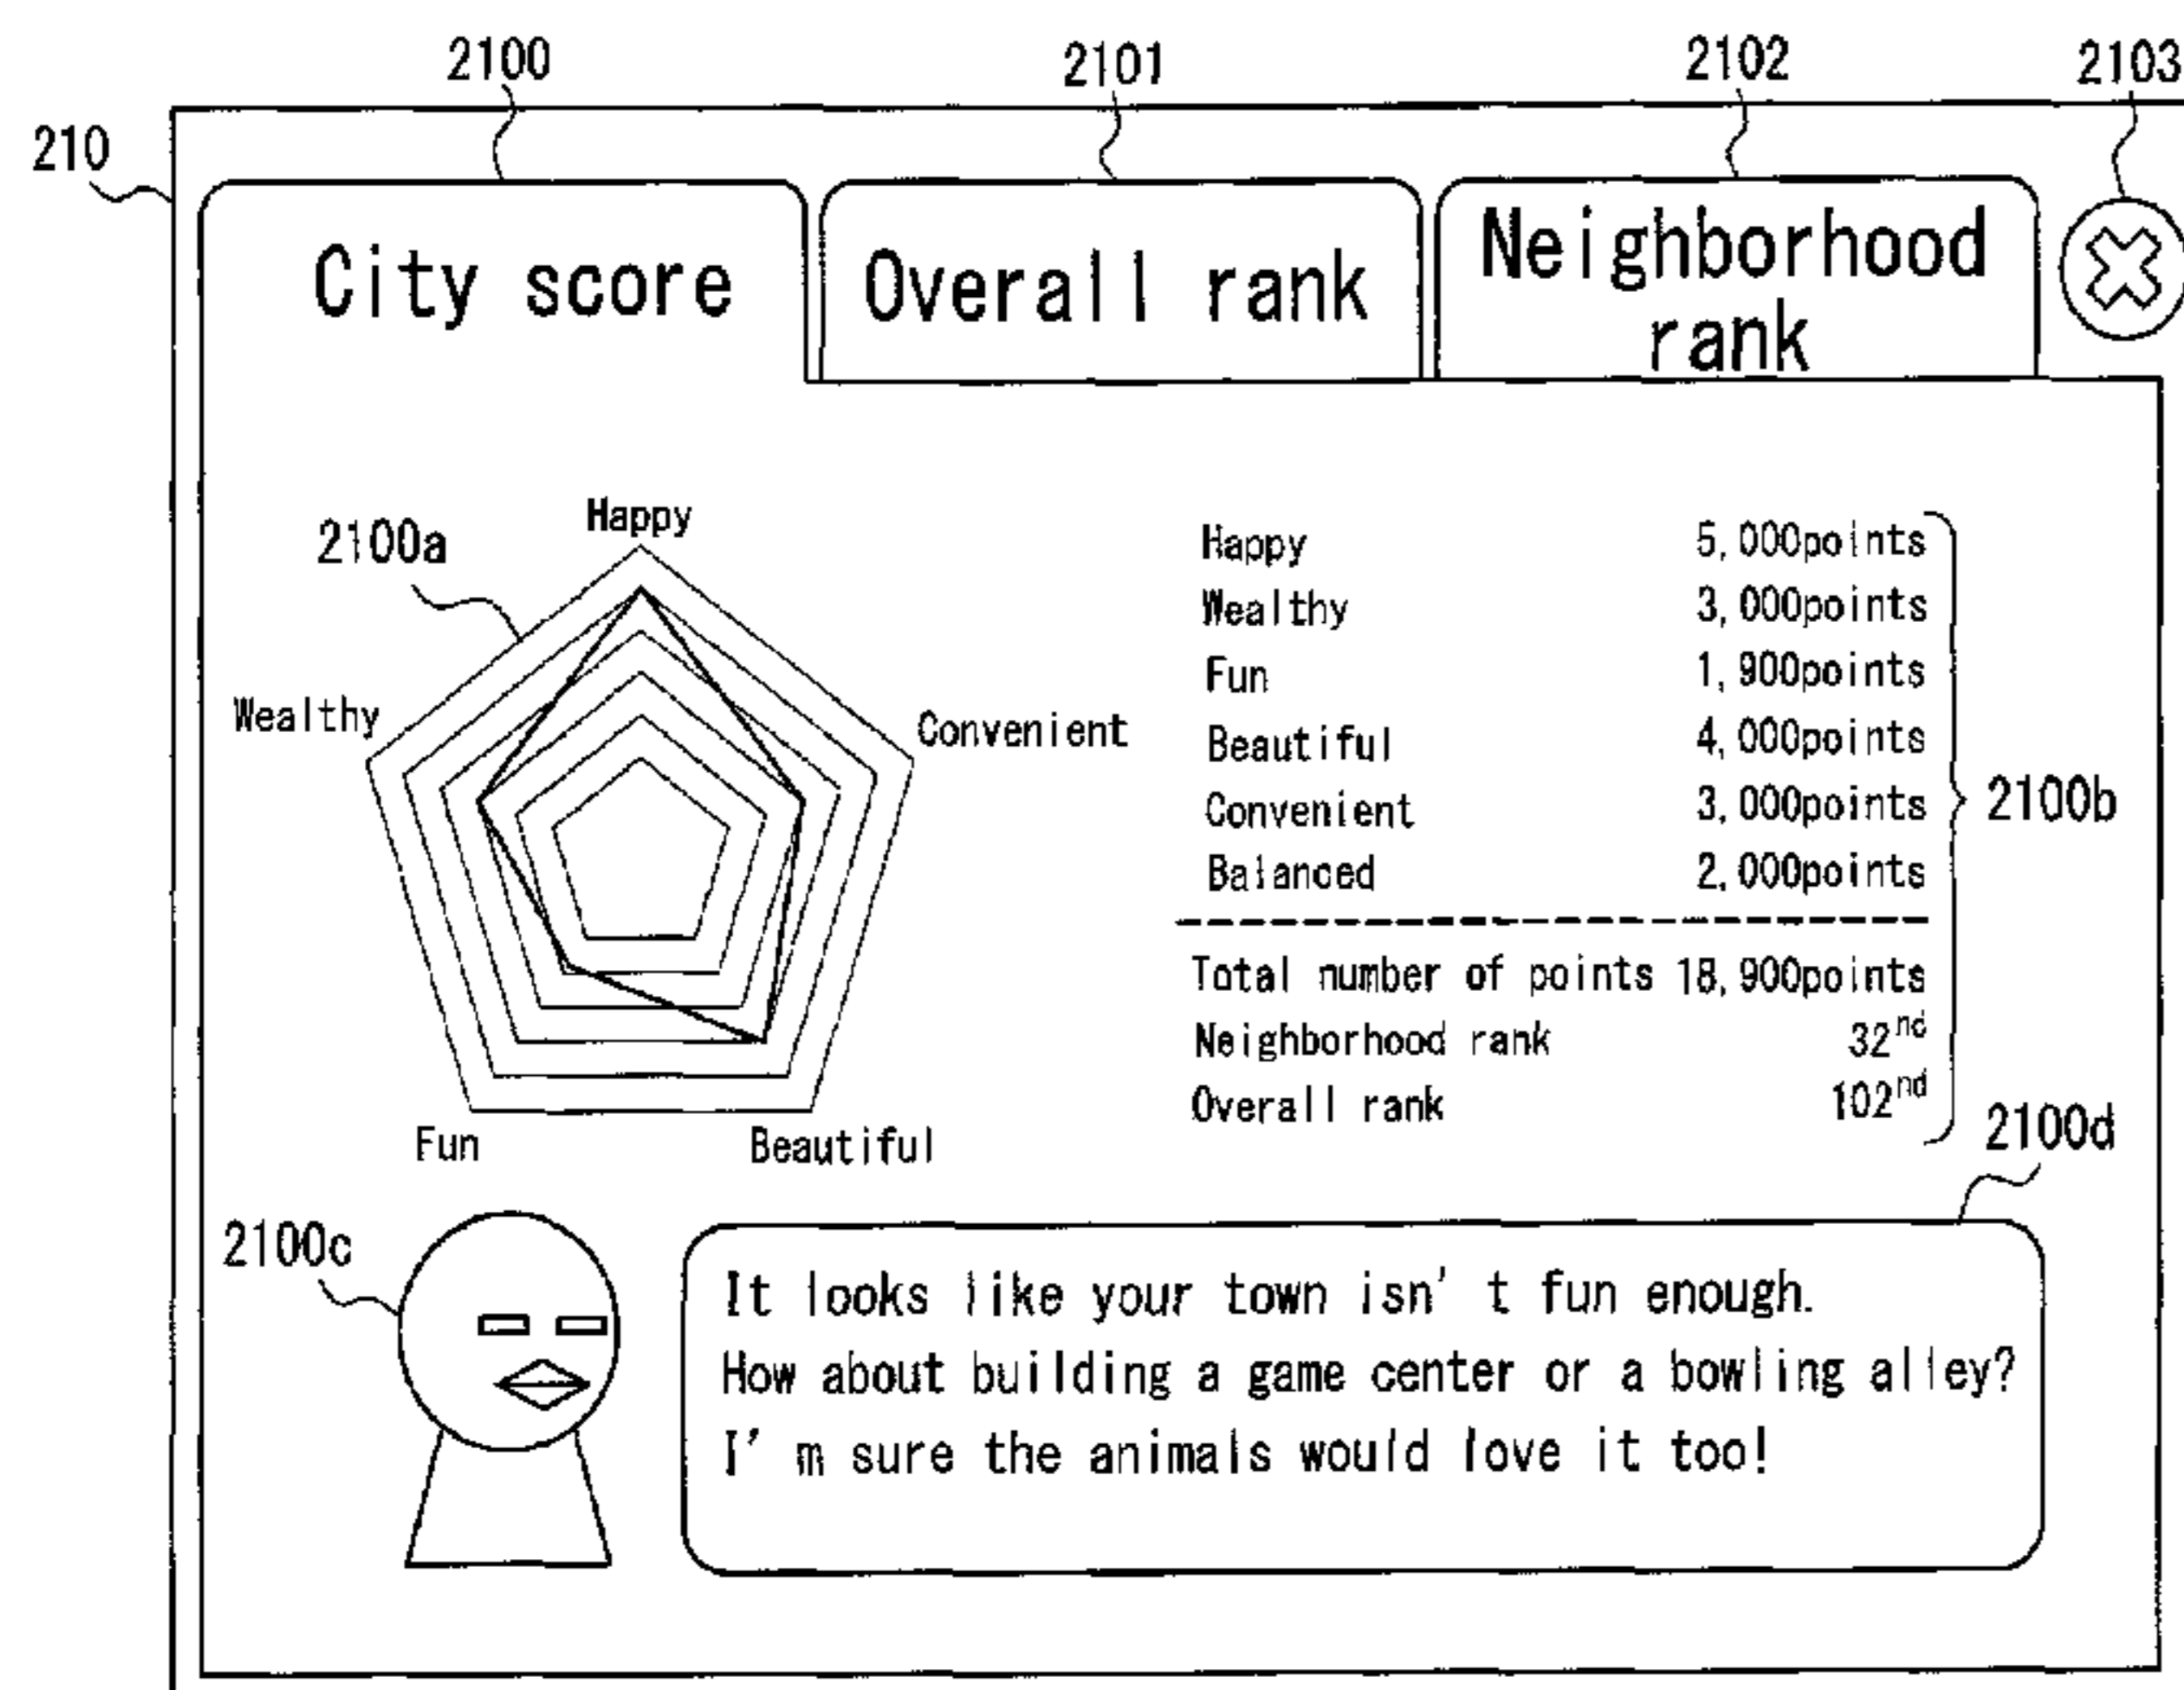 2100
2101
2102
2103
210
City score
Overall rank
Neighborhood
rank
2100a
Happy
Wealthy
Convenient
Fun
Beautiful
Happy 5,000points
Wealthy 3,000points
Fun 1,900points
Beautiful 4,000points
Convenient 3,000points
Balanced 2,000points
2100b
Total number of points 18,900points
Neighborhood rank 32nd
Overall rank 102nd
2100d
2100c
It looks like your town isn' t fun enough.
How about building a game center or a bowling alley?
I' m sure the animals would love it too!